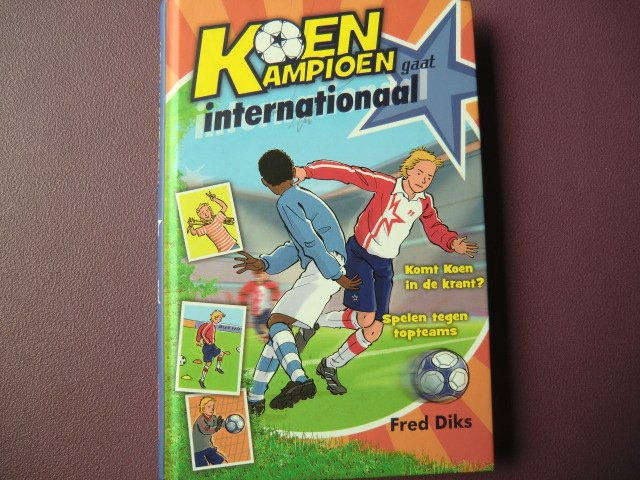 KOEN
KAMPIOEN gaat
internationaal
Komt Koen
in de krant?
Spelen tegen
topteams
Fred Diks